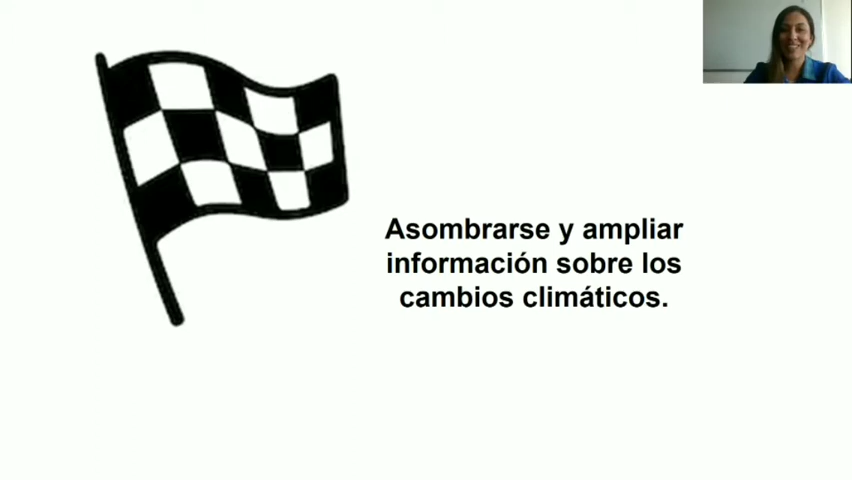 Asombrarse y ampliar
información sobre los
cambios climáticos.